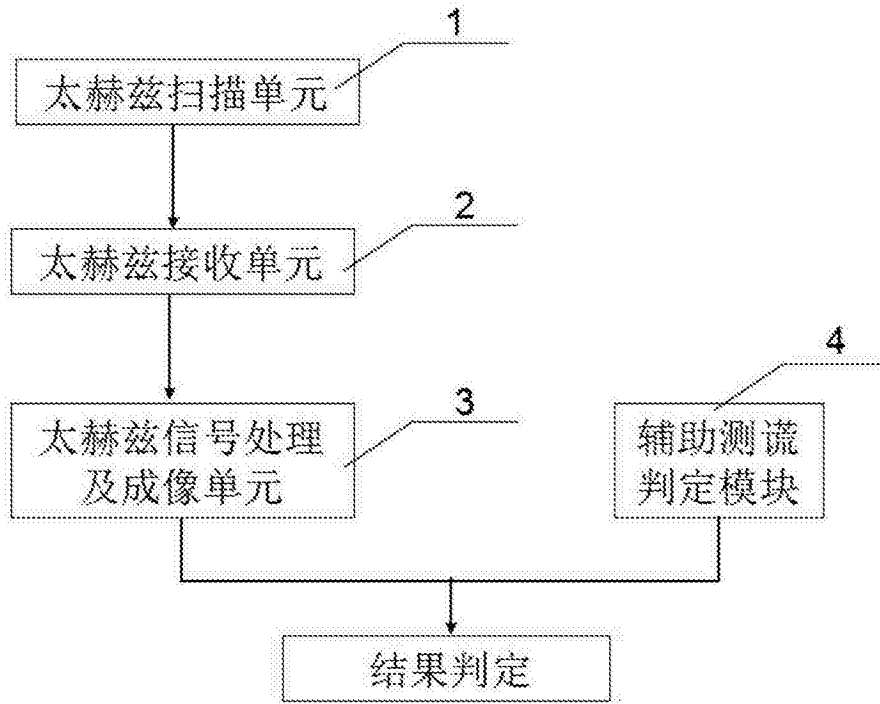 1
太赫兹扫描单元
2
太赫兹接收单元
3
太赫兹信号处理
及成像单元
4
辅助测谎
判定模块
结果判定